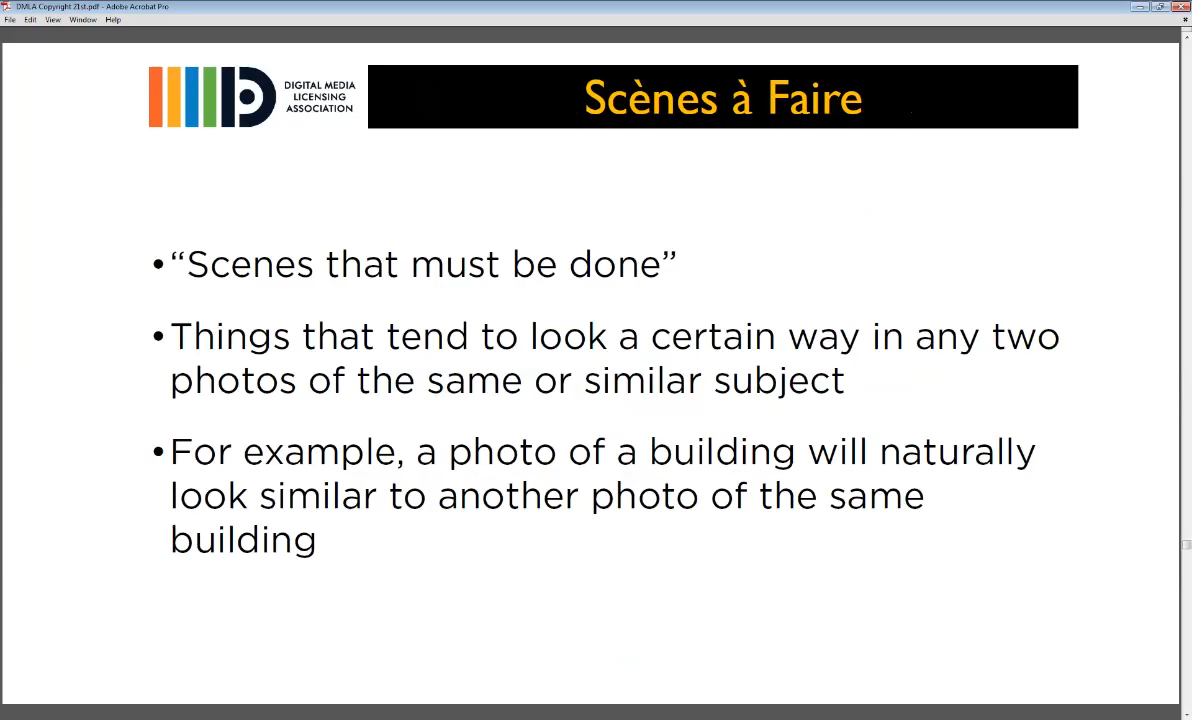 DMLA Copyright 21st.pdf - Adobe Acrobat Pro
File Edit View Window Help
DIGITAL MEDIA
LICENSING
ASSOCIATION
Scènes à Faire
•“Scenes that must be done”
•Things that tend to look a certain way in any two
photos of the same or similar subject
•For example, a photo of a building will naturally
look similar to another photo of the same
building